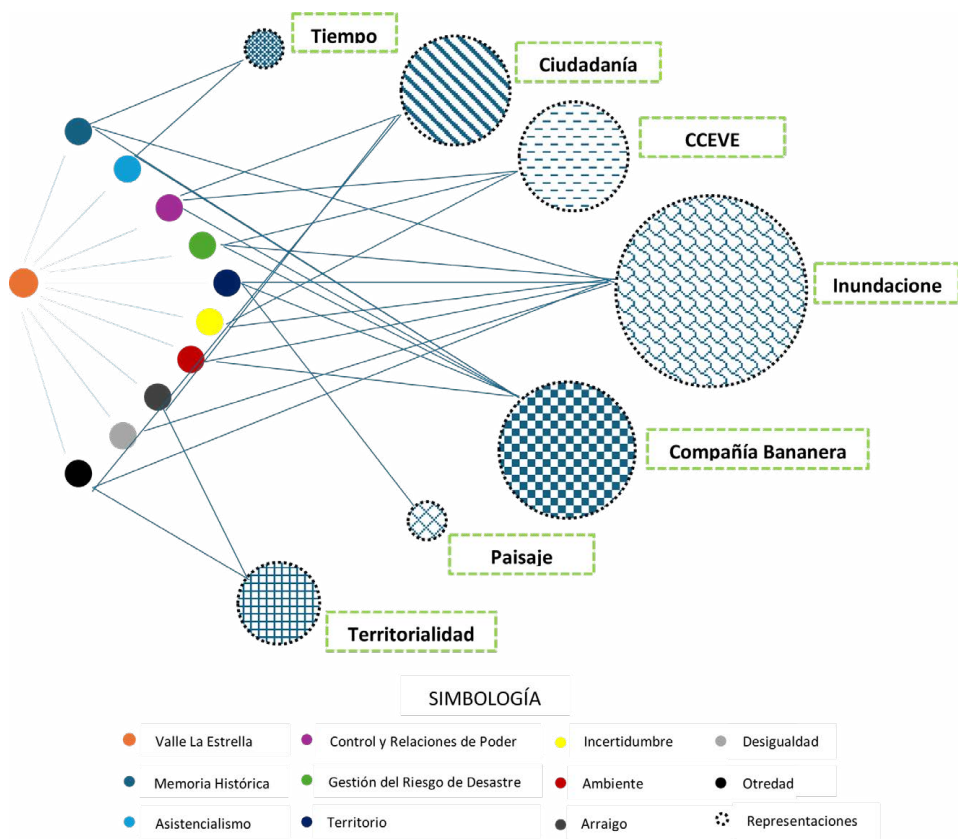 Tiempo
Ciudadanía
CCEVE
Inundacione
Compañía Bananera
Paisaje
Territorialidad
SIMBOLOGÍA
Valle La Estrella
Control y Relaciones de Poder
Incertidumbre
Desigualdad
Memoria Histórica
Gestión del Riesgo de Desastre
Ambiente
Otredad
Asistencialismo
Territorio
Arraigo
Representaciones